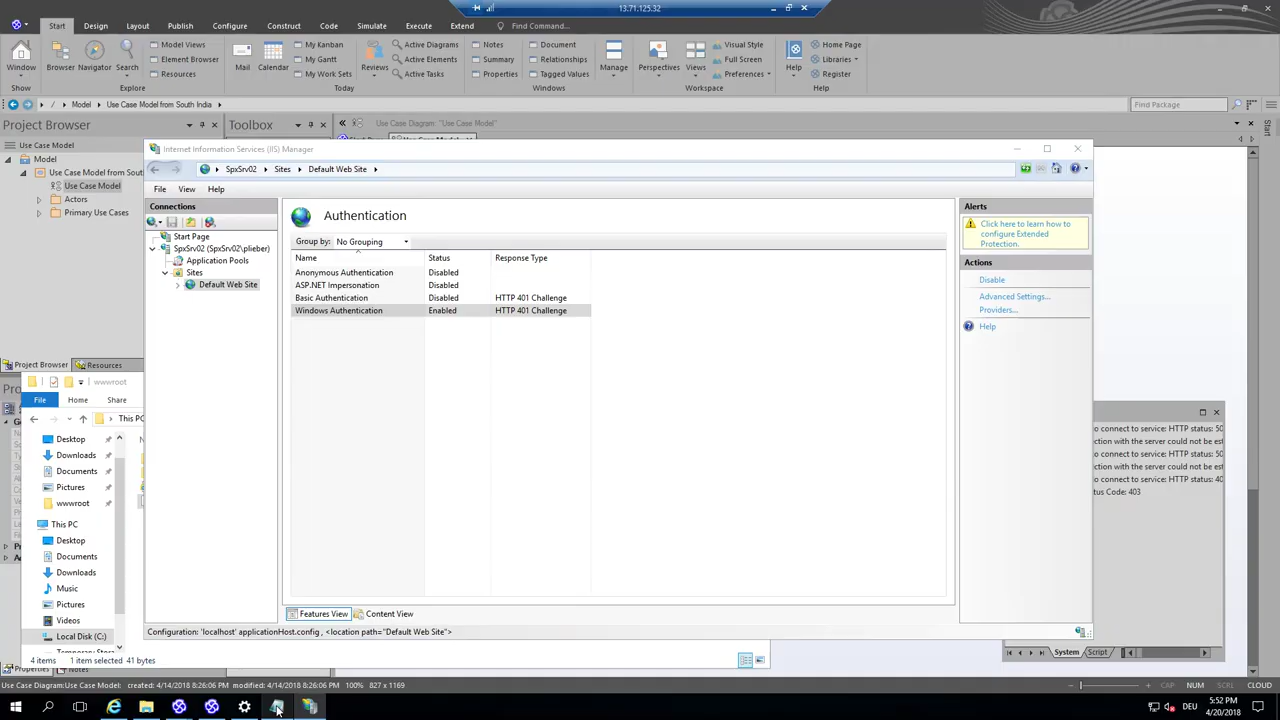 13.71.125.32
Start Design Layout Publish Configure Construct Code Simulate Execute Extend Find Command...
Window Browser Navigator Search Model Views Element Browser Resources Mail Calendar My Kanban My Gantt My Work Sets Reviews Active Diagrams Active Elements Active Tasks Notes Summary Properties Document Relationships Tagged Values Manage Perspectives Views Visual Style Full Screen Preferences Help Home Page Libraries Register
Show Explore Today Windows Workspace Help
/ Model Use Case Model from South India
Find Package
Project Browser
Toolbox
Use Case Diagram: "Use Case Model"
Start
Use Case Model
Model
Use Case Model from Sout
Use Case Model
Actors
Primary Use Cases
Project Browser Resources
Internet Information Services (IIS) Manager
SpxSrv02 Sites Default Web Site
File View Help
Connections
Start Page
SpxSrv02 (SpxSrv02\plieber)
Application Pools
Sites
Default Web Site
Authentication
Group by: No Grouping
Name Status Response Type
Anonymous Authentication Disabled
ASP.NET Impersonation Disabled
Basic Authentication Disabled HTTP 401 Challenge
Windows Authentication Enabled HTTP 401 Challenge
Alerts
Click here to learn how to
configure Extended
Protection.
Actions
Disable
Advanced Settings...
Providers...
Help
Features View Content View
Configuration: 'localhost' applicationHost.config , <location path="Default Web Site">
wwwroot
File Home Share
This PC
Desktop
Downloads
Documents
Pictures
wwwroot
This PC
Desktop
Documents
Downloads
Music
Pictures
Videos
Local Disk (C:)
4 items 1 item selected 41 bytes
o connect to service: HTTP status: 50
ction with the server could not be est
o connect to service: HTTP status: 50
ction with the server could not be est
o connect to service: HTTP status: 40
tus Code: 403
System Script
Properties Notes
Use Case Diagram:Use Case Model: created: 4/14/2018 8:26:06 PM modified: 4/14/2018 8:26:06 PM 100% 827 x 1169
CAP NUM SCRL CLOUD
DEU
5:52 PM
4/20/2018